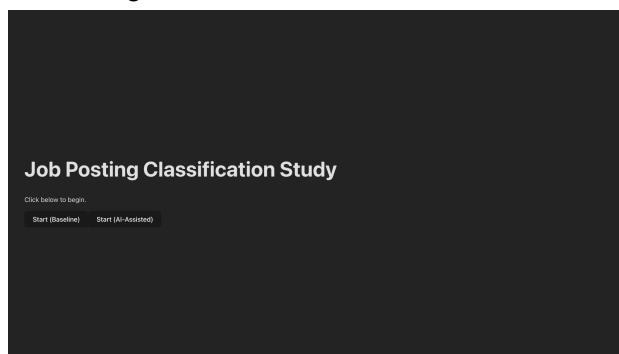 Job Posting Classification Study
Click below to begin.
Start (Baseline) Start (AI-Assisted)